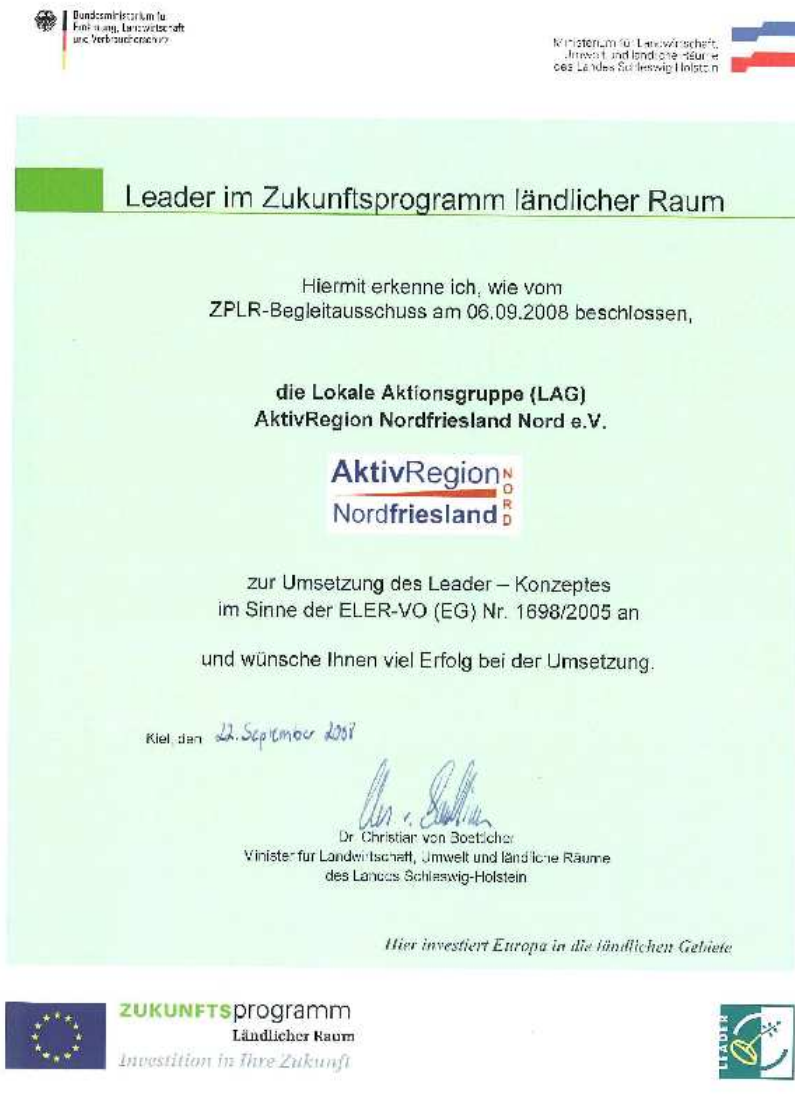 Bundesministerium für
Ernährung, Landwirtschaft
und Verbraucherschutz
Ministerium für Landwirtschaft,
Umwelt und ländliche Räume
des Landes Schleswig-Holstein
Leader im Zukunftsprogramm ländlicher Raum
Hiermit erkenne ich, wie vom
ZPLR-Begleitausschuss am 06.09.2008 beschlossen,
die Lokale Aktionsgruppe (LAG)
AktivRegion Nordfriesland Nord e.V.
AktivRegion
Nordfriesland
NORD
zur Umsetzung des Leader – Konzeptes
im Sinne der ELER-VO (EG) Nr. 1698/2005 an
und wünsche Ihnen viel Erfolg bei der Umsetzung.
Kiel, den 22. September 2008
Dr. Christian von Boetticher
Minister für Landwirtschaft, Umwelt und ländliche Räume
des Landes Schleswig-Holstein
Hier investiert Europa in die ländlichen Gebiete
ZUKUNFTSprogramm
Ländlicher Raum
Investition in Ihre Zukunft
LEADER